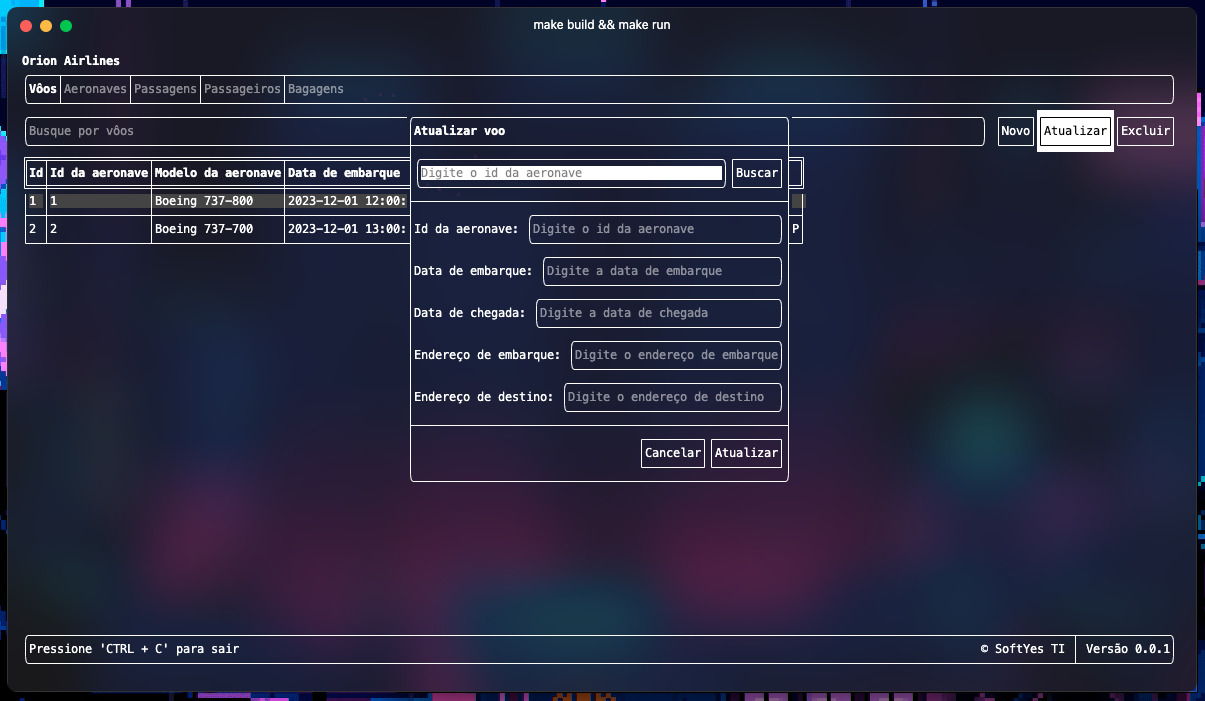 make build && make run
Orion Airlines
Vôos Aeronaves Passagens Passageiros Bagagens
Busque por vôos
Novo Atualizar Excluir
Id Id da aeronave Modelo da aeronave Data de embarque
1 1 Boeing 737-800 2023-12-01 12:00:
2 2 Boeing 737-700 2023-12-01 13:00: P
Atualizar voo
Digite o id da aeronave Buscar
Id da aeronave: Digite o id da aeronave
Data de embarque: Digite a data de embarque
Data de chegada: Digite a data de chegada
Endereço de embarque: Digite o endereço de embarque
Endereço de destino: Digite o endereço de destino
Cancelar Atualizar
Pressione 'CTRL + C' para sair © SoftYes TI Versão 0.0.1